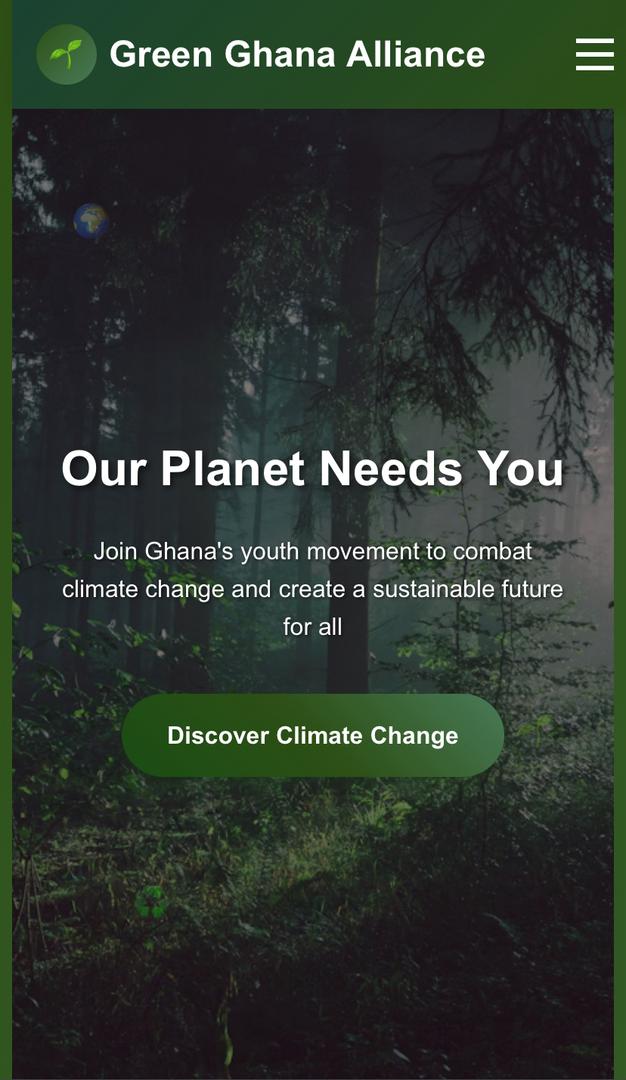 Green Ghana Alliance
Our Planet Needs You
Join Ghana's youth movement to combat
climate change and create a sustainable future
for all
Discover Climate Change